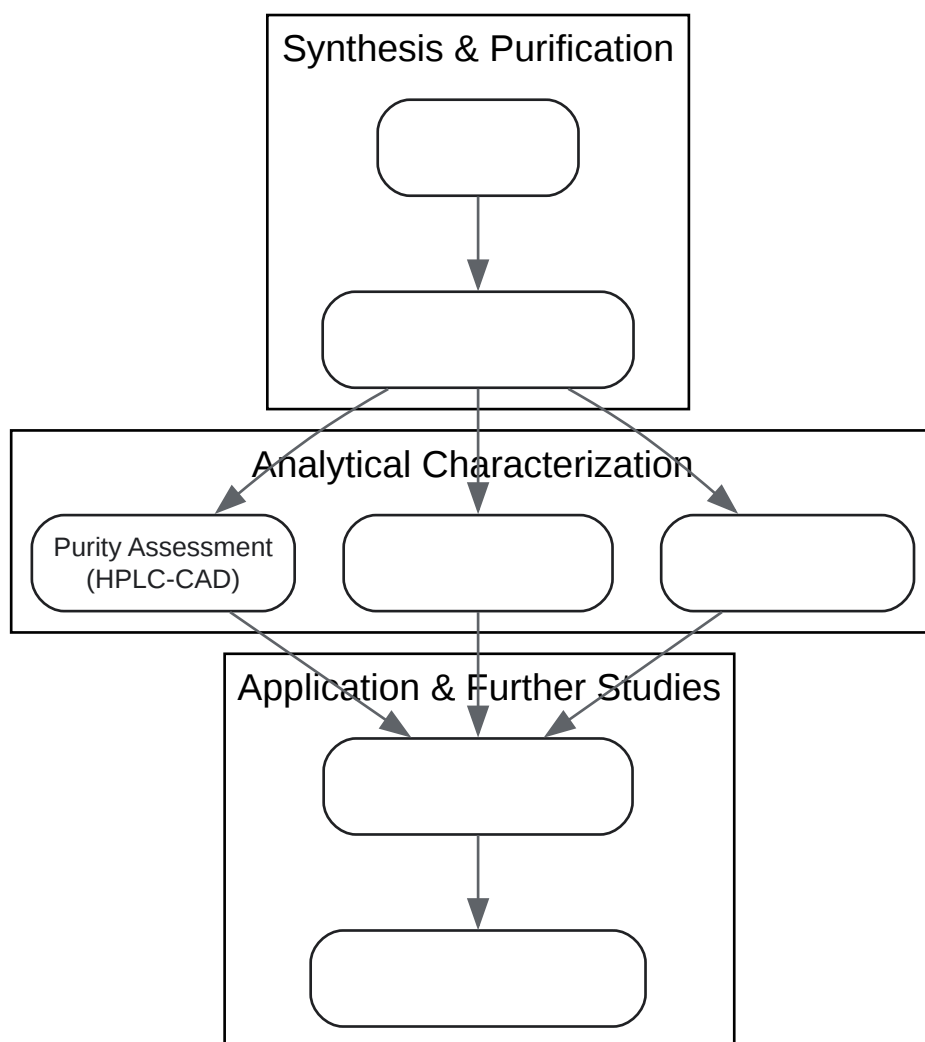 Synthesis & Purification
Analytical Characterization
Purity Assessment
(HPLC-CAD)
Application & Further Studies